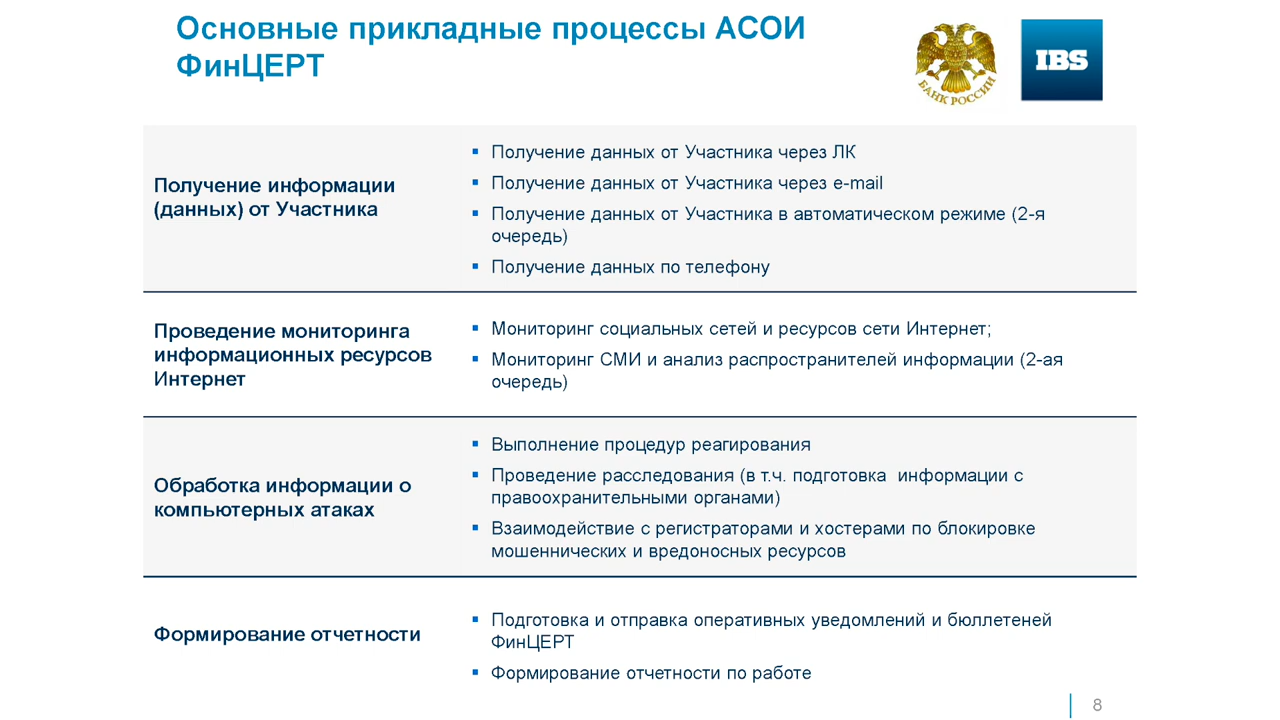 Основные прикладные процессы АСОИ
ФинЦЕРТ
БАНК РОССИИ
IBS
Получение информации
(данных) от Участника
▪ Получение данных от Участника через ЛК
▪ Получение данных от Участника через e-mail
▪ Получение данных от Участника в автоматическом режиме (2-я
очередь)
▪ Получение данных по телефону
Проведение мониторинга
информационных ресурсов
Интернет
▪ Мониторинг социальных сетей и ресурсов сети Интернет;
▪ Мониторинг СМИ и анализ распространителей информации (2-ая
очередь)
Обработка информации о
компьютерных атаках
▪ Выполнение процедур реагирования
▪ Проведение расследования (в т.ч. подготовка  информации с
правоохранительными органами)
▪ Взаимодействие с регистраторами и хостерами по блокировке
мошеннических и вредоносных ресурсов
Формирование отчетности
▪ Подготовка и отправка оперативных уведомлений и бюллетеней
ФинЦЕРТ
▪ Формирование отчетности по работе
8